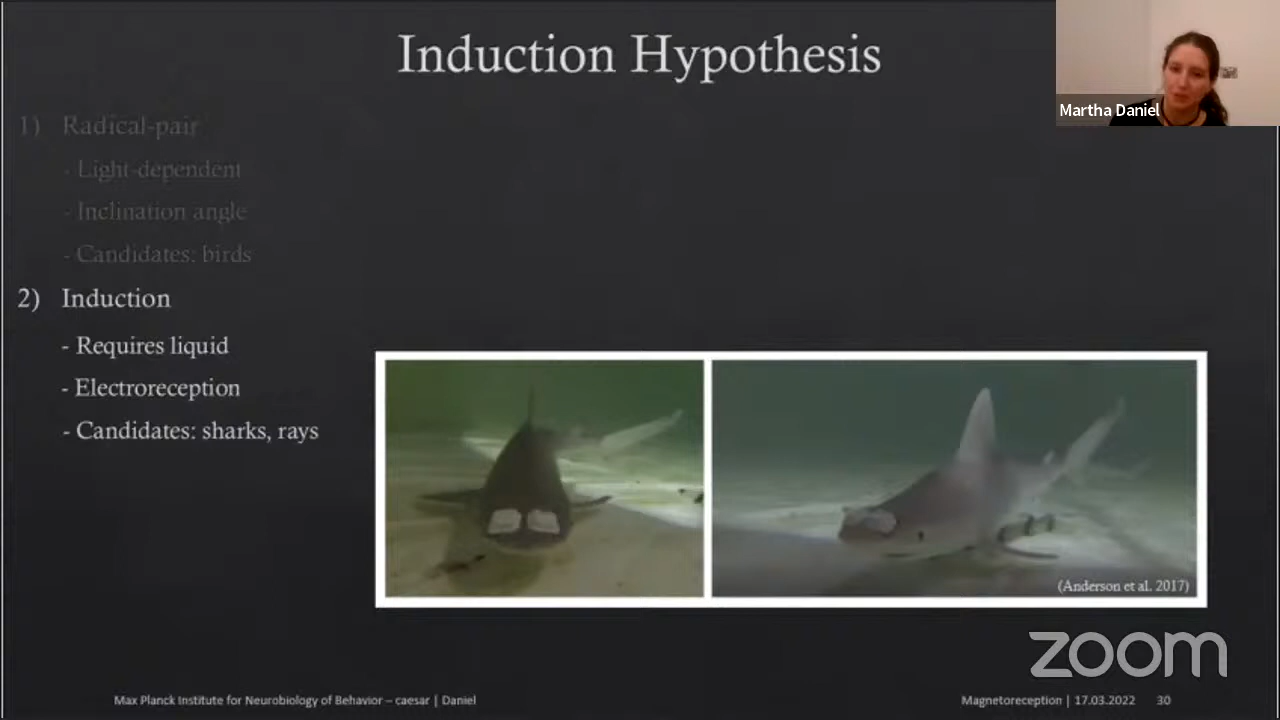 Induction Hypothesis
Martha Daniel
1) Radical-pair
- Light-dependent
- Inclination angle
- Candidates: birds
2) Induction
- Requires liquid
- Electroreception
- Candidates: sharks, rays
(Anderson et al. 2017)
zoom
Max Planck Institute for Neurobiology of Behavior – caesar | Daniel
Magnetoreception | 17.03.2022 30